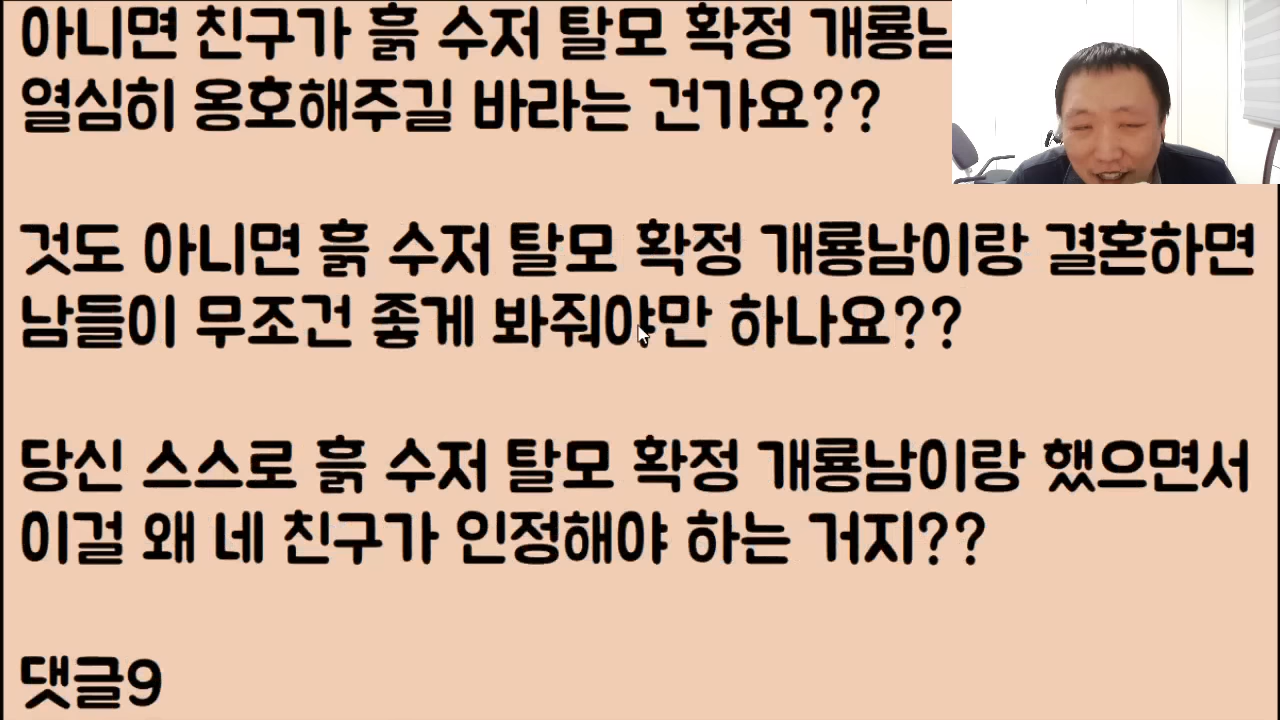 아니면 친구가 흙 수저 탈모 확정 개룡남
열심히 옹호해주길 바라는 건가요??
것도 아니면 흙 수저 탈모 확정 개룡남이랑 결혼하면
남들이 무조건 좋게 봐줘야만 하나요??
당신 스스로 흙 수저 탈모 확정 개룡남이랑 했으면서
이걸 왜 네 친구가 인정해야 하는 거지??
댓글9